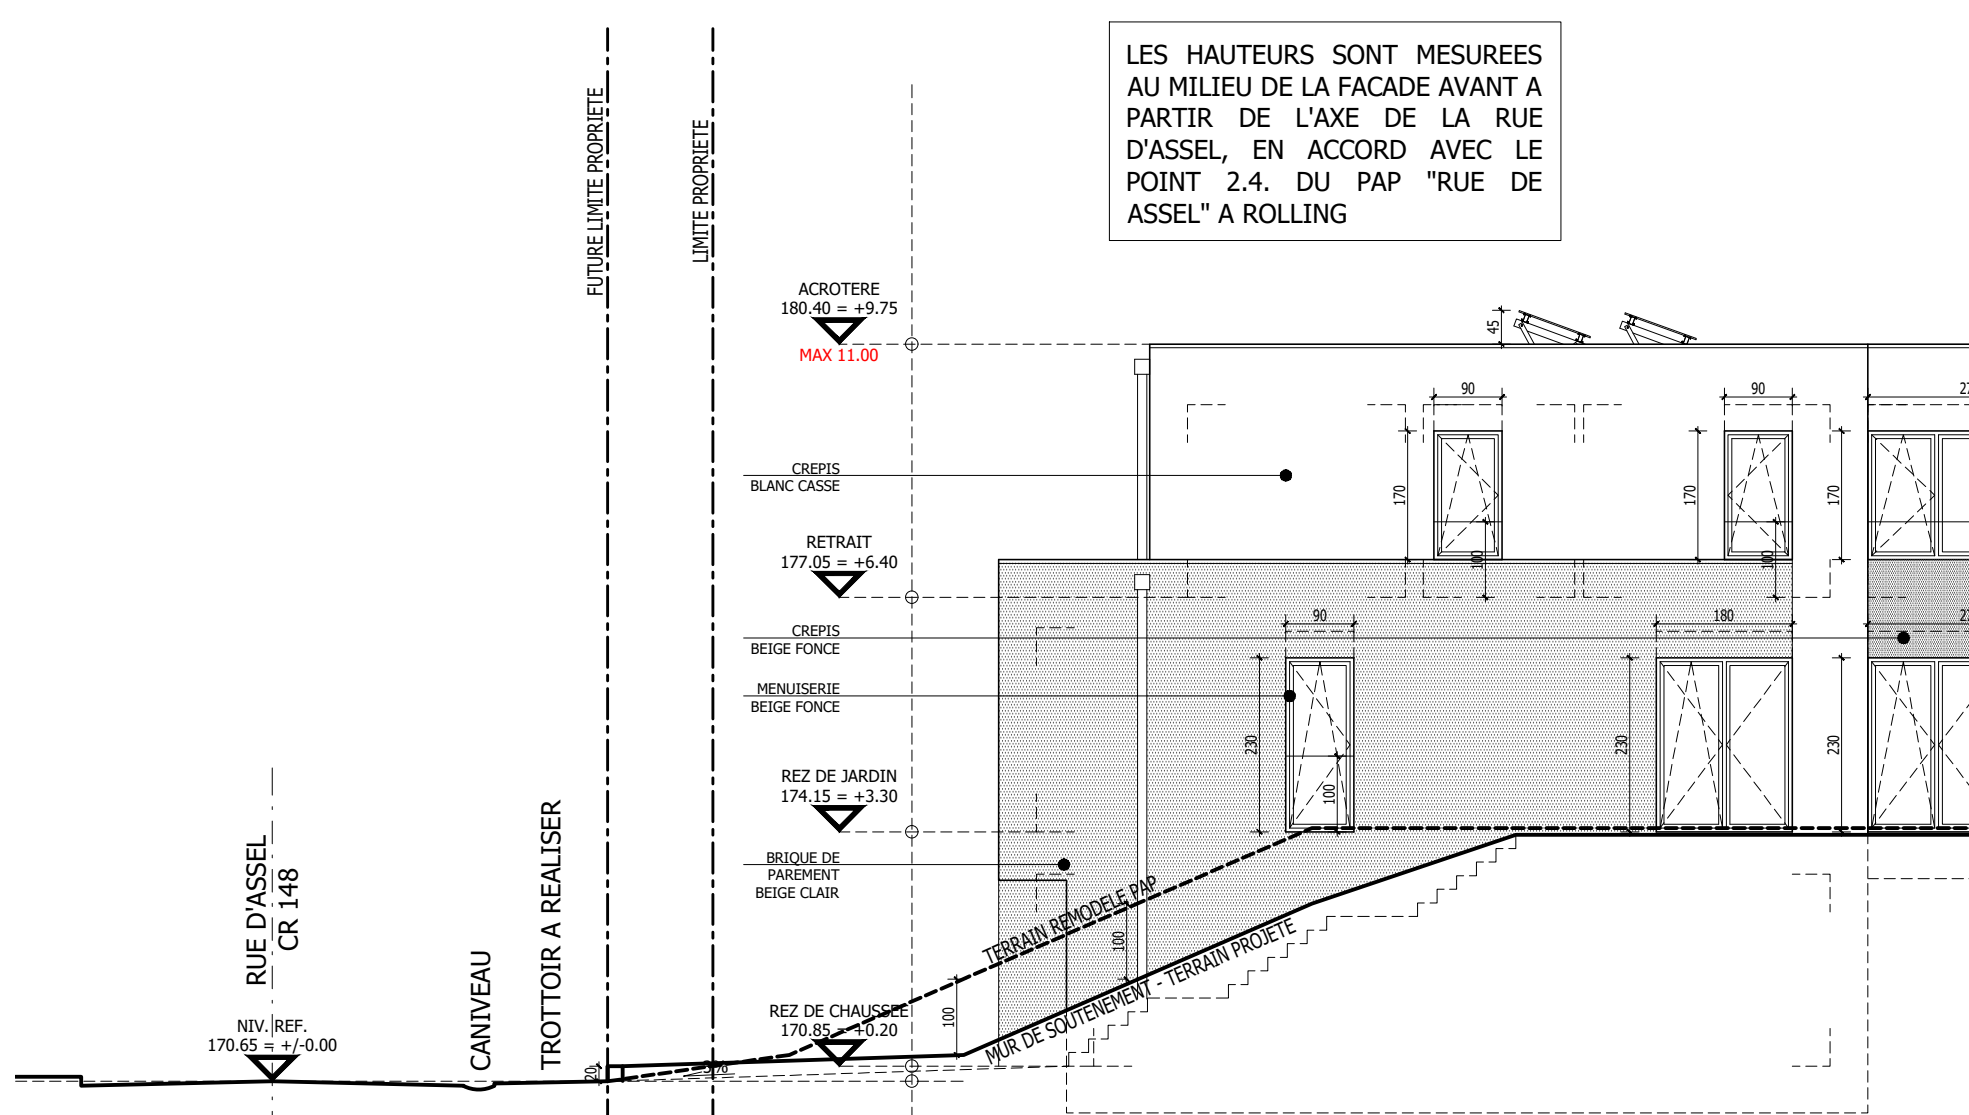 LES HAUTEURS SONT MESUREES
AU MILIEU DE LA FACADE AVANT A
PARTIR DE L'AXE DE LA RUE
D'ASSEL, EN ACCORD AVEC LE
POINT 2.4. DU PAP "RUE DE
ASSEL" A ROLLING
FUTURE LIMITE PROPRIETE
LIMITE PROPRIETE
ACROTERE
180.40 = +9.75
MAX 11.00
45
90
90
CREPIS
BLANC CASSE
170
170
170
100
100
RETRAIT
177.05 = +6.40
90
180
CREPIS
BEIGE FONCE
MENUISERIE
BEIGE FONCE
230
230
230
100
REZ DE JARDIN
174.15 = +3.30
BRIQUE DE
PAREMENT
BEIGE CLAIR
TERRAIN REMODELE PAP
100
MUR DE SOUTENEMENT - TERRAIN PROJETE
100
REZ DE CHAUSSEE
170.85 = +0.20
RUE D'ASSEL
CR 148
CANIVEAU
TROTTOIR A REALISER
NIV. REF.
170.65 = +/-0.00
20
3%